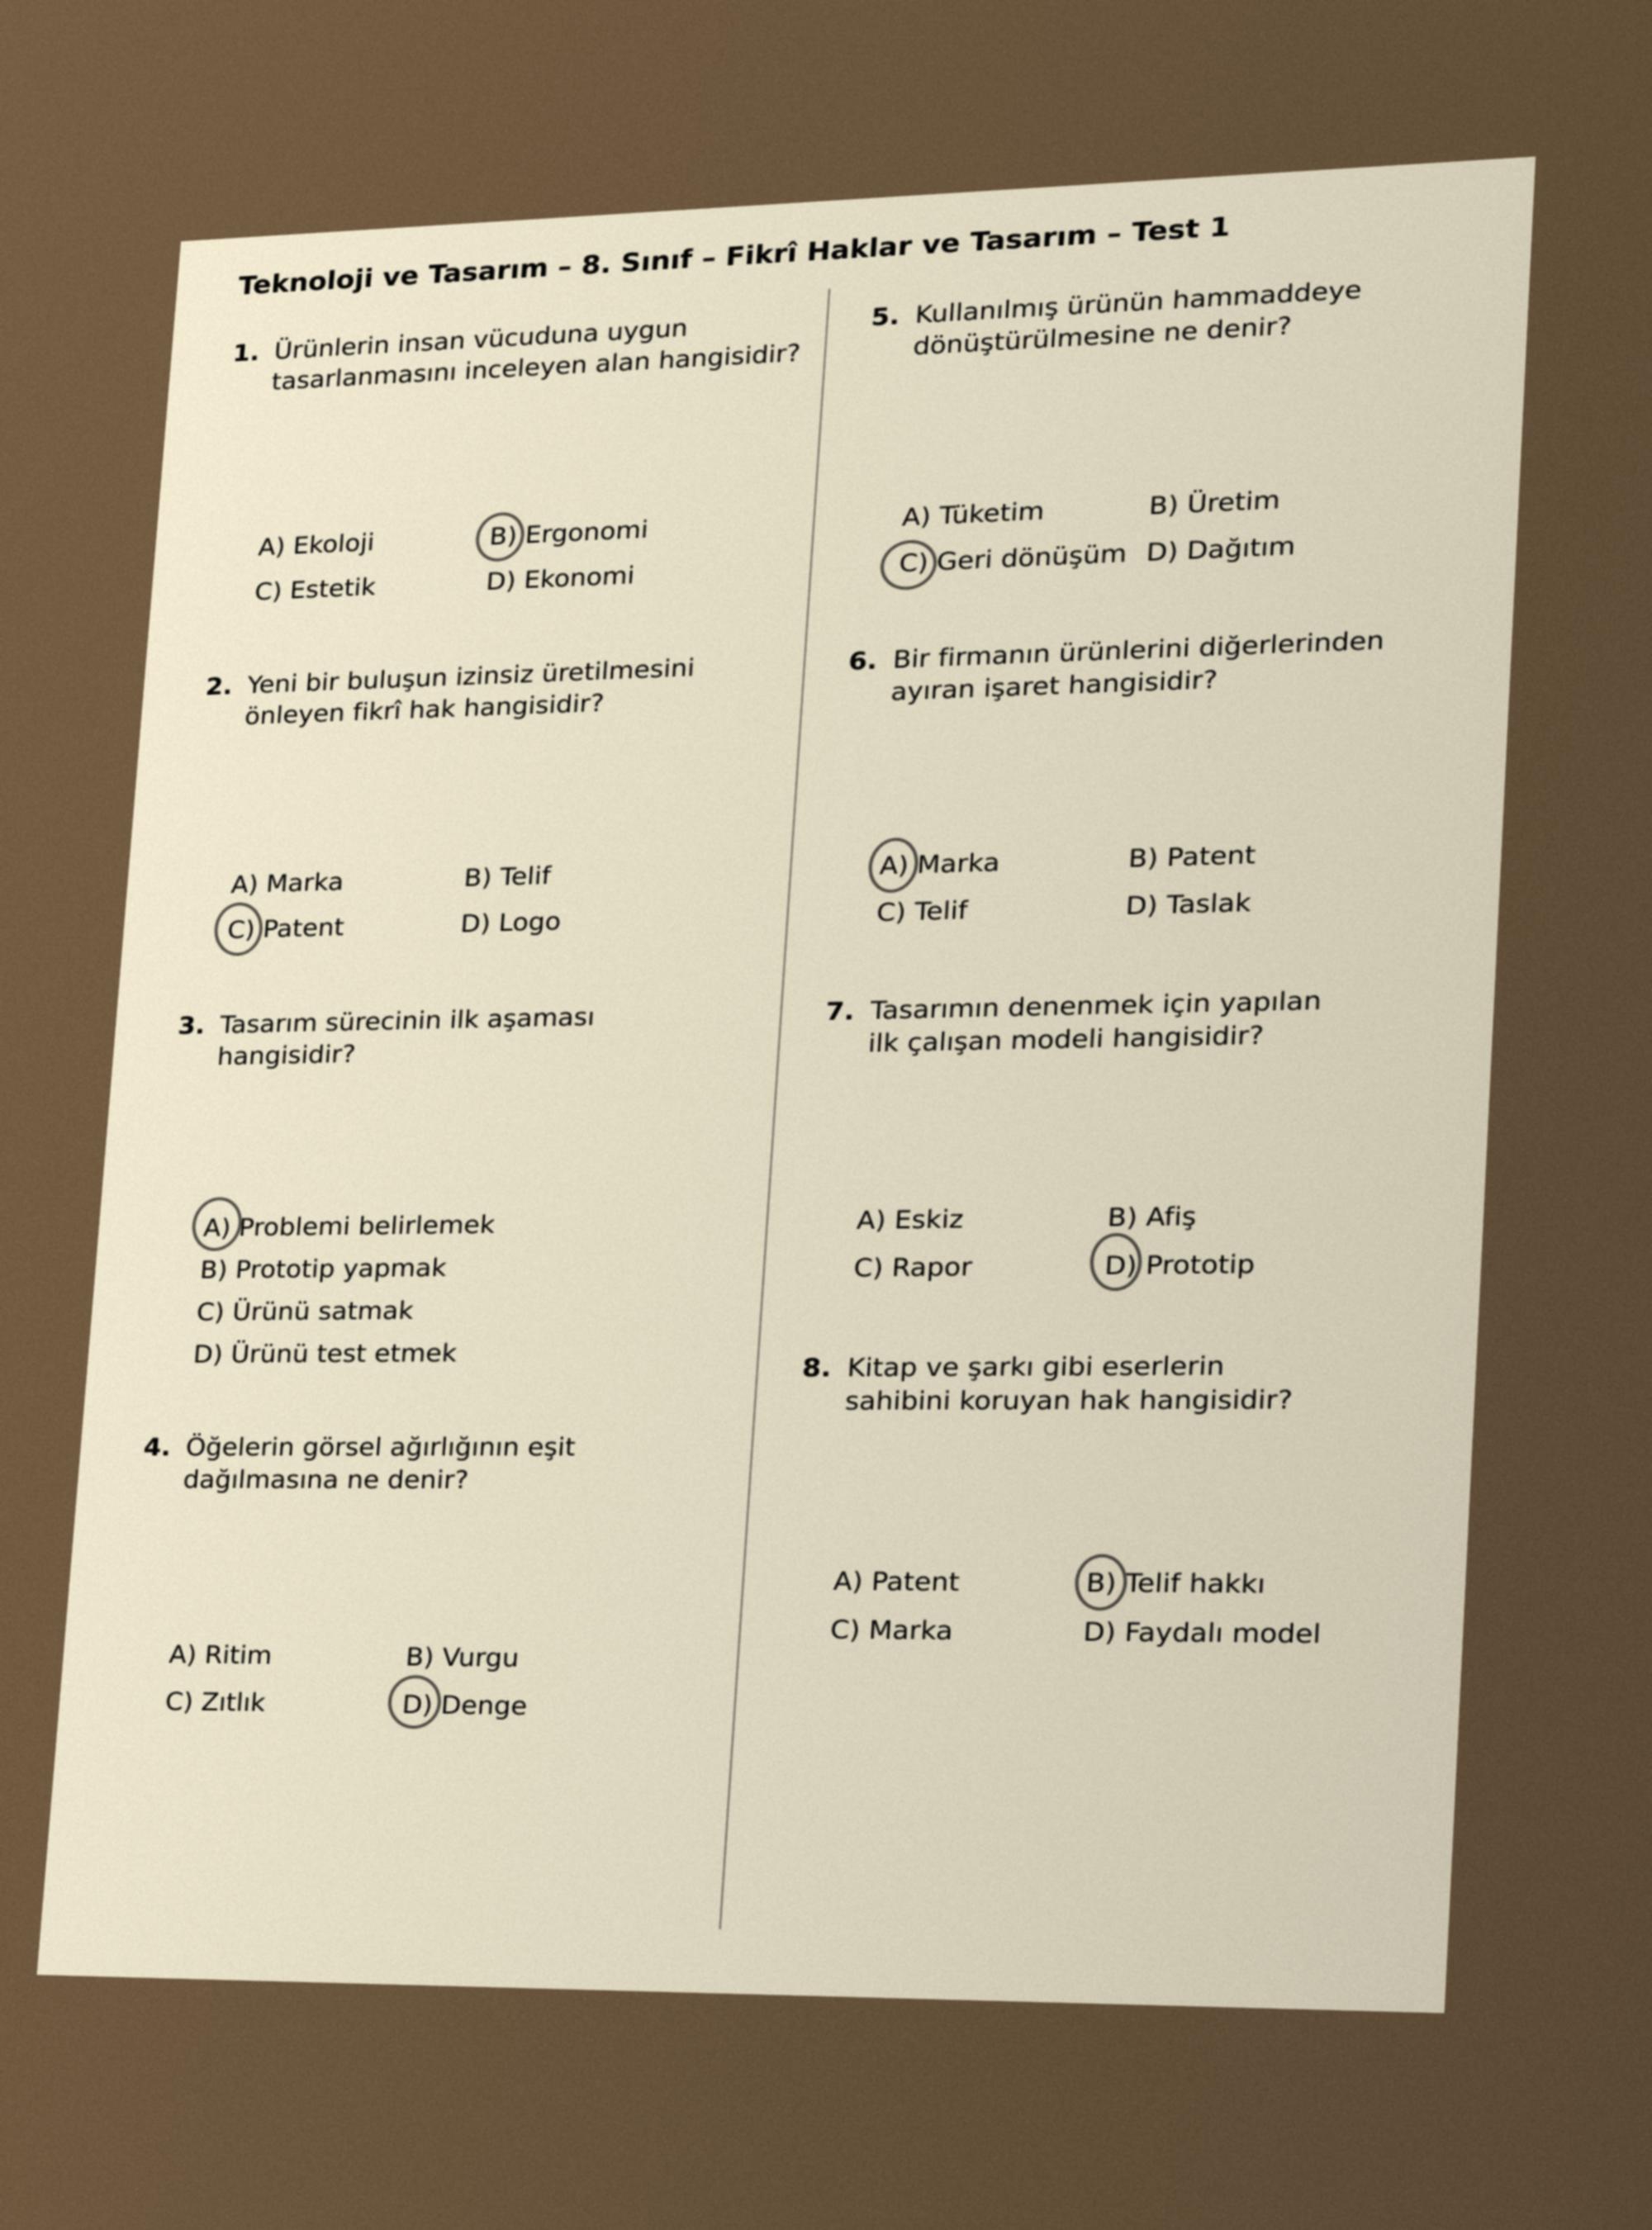 Teknoloji ve Tasarım – 8. Sınıf – Fikrî Haklar ve Tasarım – Test 1
1. Ürünlerin insan vücuduna uygun
tasarlanmasını inceleyen alan hangisidir?
A) Ekoloji B) Ergonomi
C) Estetik D) Ekonomi
2. Yeni bir buluşun izinsiz üretilmesini
önleyen fikrî hak hangisidir?
A) Marka B) Telif
C) Patent D) Logo
3. Tasarım sürecinin ilk aşaması
hangisidir?
A) Problemi belirlemek
B) Prototip yapmak
C) Ürünü satmak
D) Ürünü test etmek
4. Öğelerin görsel ağırlığının eşit
dağılmasına ne denir?
A) Ritim B) Vurgu
C) Zıtlık D) Denge
5. Kullanılmış ürünün hammaddeye
dönüştürülmesine ne denir?
A) Tüketim B) Üretim
C) Geri dönüşüm D) Dağıtım
6. Bir firmanın ürünlerini diğerlerinden
ayıran işaret hangisidir?
A) Marka B) Patent
C) Telif D) Taslak
7. Tasarımın denenmek için yapılan
ilk çalışan modeli hangisidir?
A) Eskiz B) Afiş
C) Rapor D) Prototip
8. Kitap ve şarkı gibi eserlerin
sahibini koruyan hak hangisidir?
A) Patent B) Telif hakkı
C) Marka D) Faydalı model